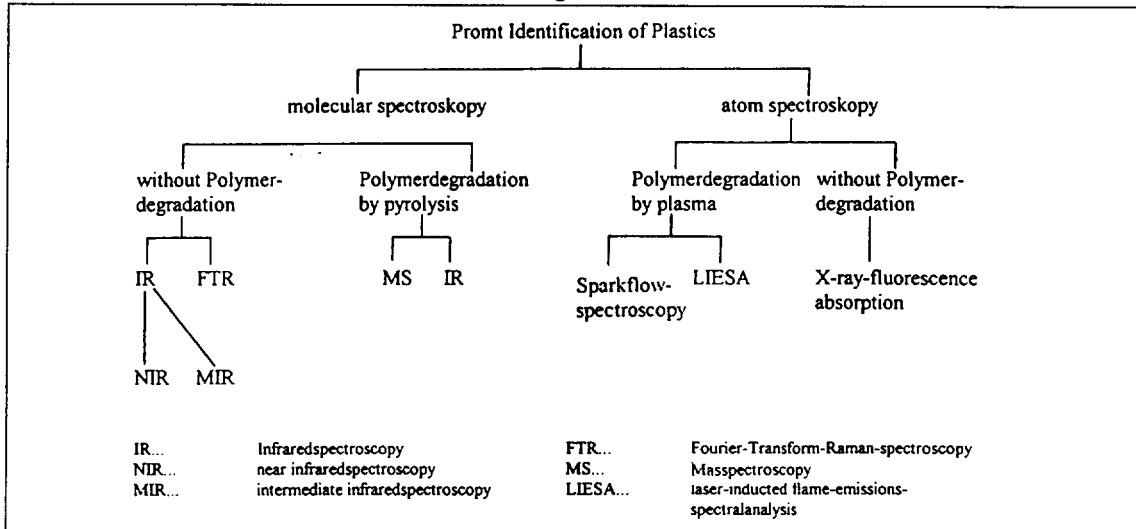 Promt Identification of Plastics
molecular spectroskopy
atom spectroskopy
without Polymer-
degradation
Polymerdegradation
by pyrolysis
Polymerdegradation
by plasma
without Polymer-
degradation
IR
FTR
MS
IR
Sparkflow-
spectroscopy
LIESA
X-ray-fluorescence
absorption
NIR
MIR
IR... Infraredspectroscopy
NIR... near infraredspectroscopy
MIR... intermediate infraredspectroscopy
FTR... Fourier-Transform-Raman-spectroscopy
MS... Masspectroscopy
LIESA... laser-inducted flame-emissions-
spectralanalysis